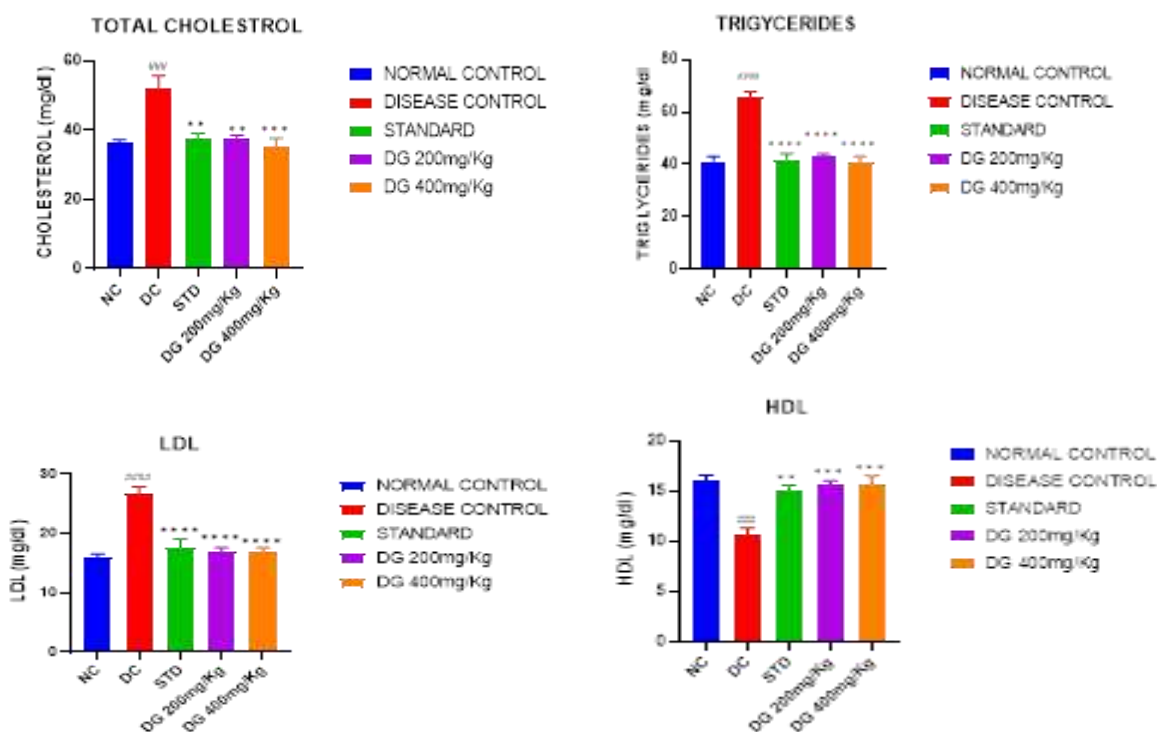 TOTAL CHOLESTROL
CHOLESTEROL (mg/dl)
60
40
20
0
**
**
***
NC
DC
STD
DG 200mg/Kg
DG 400mg/Kg
NORMAL CONTROL
DISEASE CONTROL
STANDARD
DG 200mg/Kg
DG 400mg/Kg
TRIGYCERIDES
TRIGLYCERIDES (mg/dl)
80
60
40
20
0
****
****
****
NC
DC
STD
DG 200mg/Kg
DG 400mg/Kg
NORMAL CONTROL
DISEASE CONTROL
STANDARD
DG 200mg/Kg
DG 400mg/Kg
LDL
LDL (mg/dl)
30
20
10
0
****
****
****
NC
DC
STD
DG 200mg/Kg
DG 400mg/Kg
NORMAL CONTROL
DISEASE CONTROL
STANDARD
DG 200mg/Kg
DG 400mg/Kg
HDL
HDL (mg/dl)
20
15
10
5
0
**
***
***
NC
DC
STD
DG 200mg/Kg
DG 400mg/Kg
NORMAL CONTROL
DISEASE CONTROL
STANDARD
DG 200mg/Kg
DG 400mg/Kg